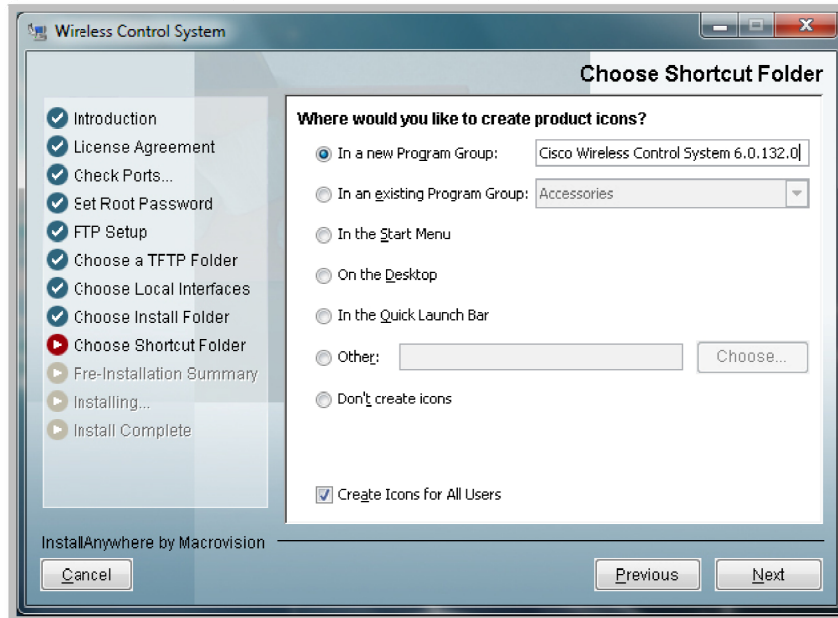 Wireless Control System
Choose Shortcut Folder
Introduction
License Agreement
Check Ports...
Set Root Password
FTP Setup
Choose a TFTP Folder
Choose Local Interfaces
Choose Install Folder
Choose Shortcut Folder
Pre-Installation Summary
Installing...
Install Complete
Where would you like to create product icons?
In a new Program Group: Cisco Wireless Control System 6.0.132.0
In an existing Program Group: Accessories
In the Start Menu
On the Desktop
In the Quick Launch Bar
Other: Choose...
Don't create icons
Create Icons for All Users
InstallAnywhere by Macrovision
Cancel Previous Next